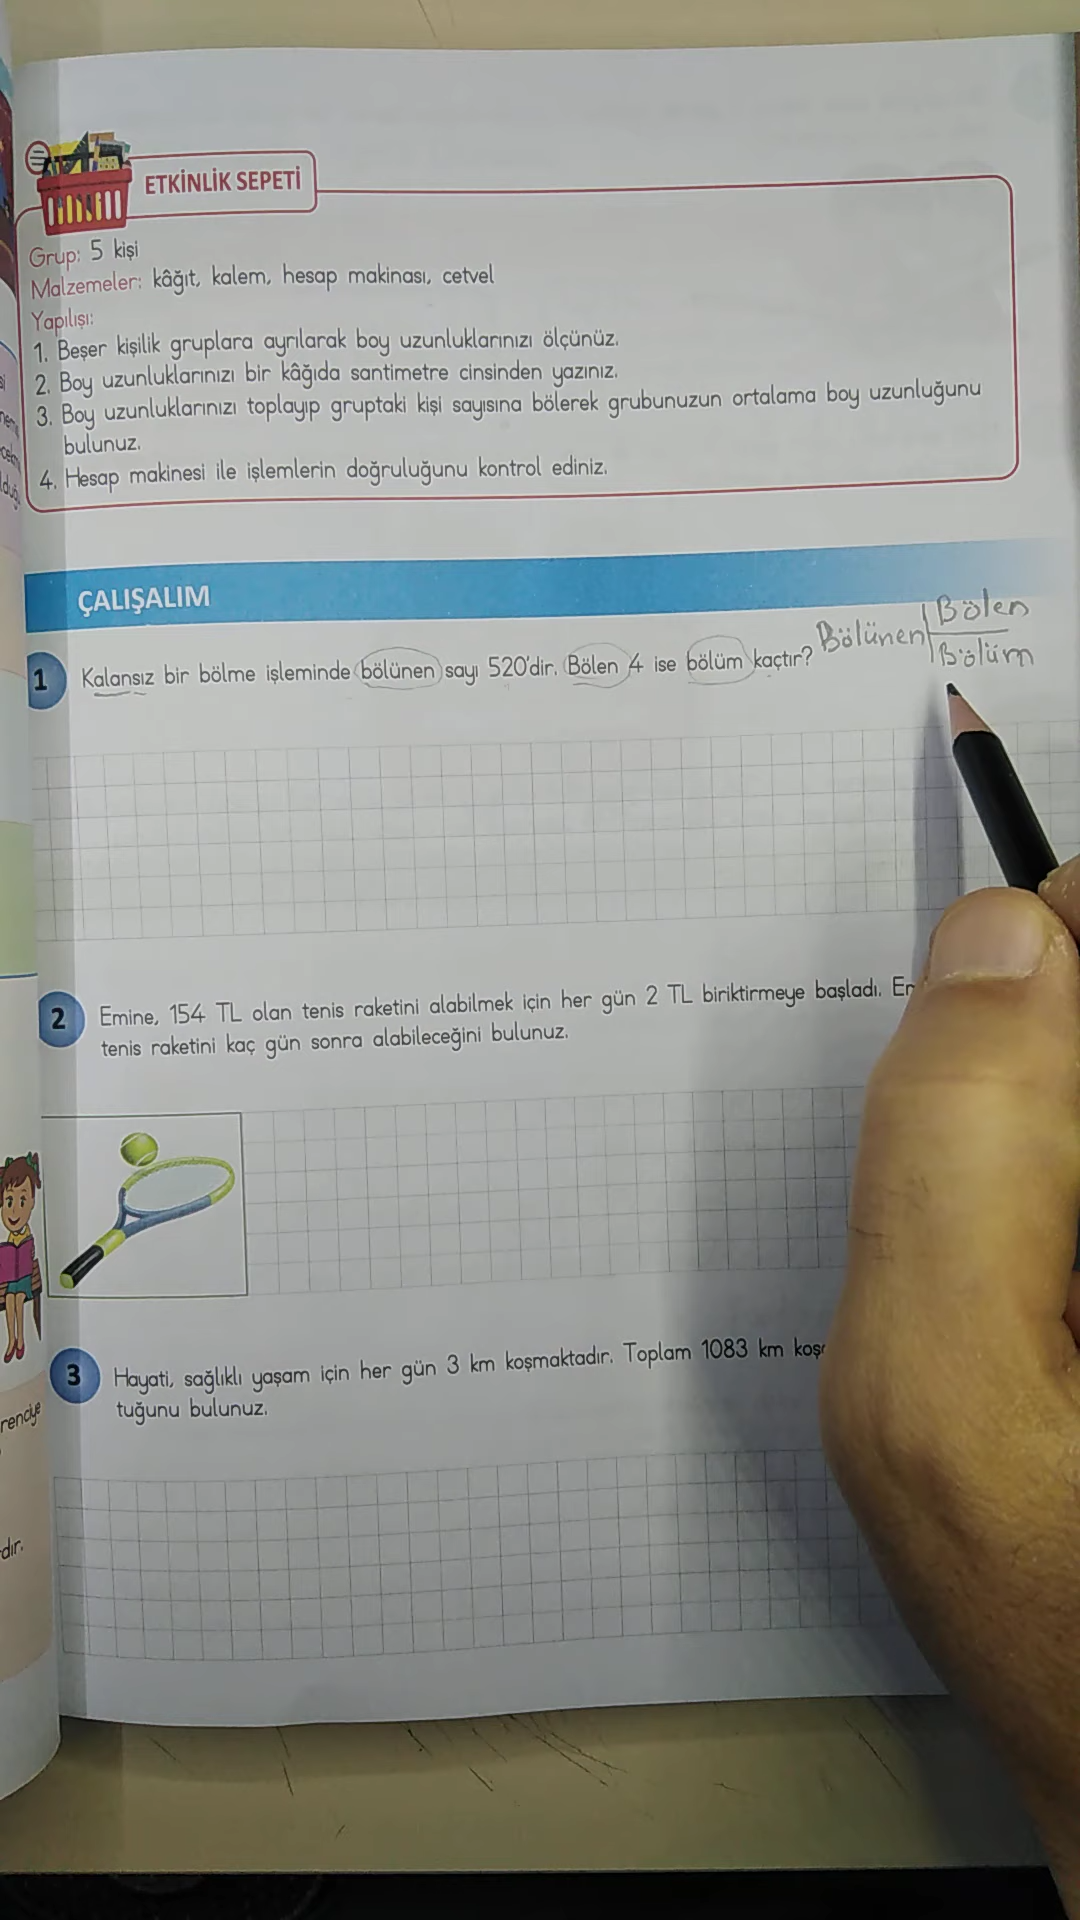 ETKİNLİK SEPETİ
Grup: 5 kişi
Malzemeler: kâğıt, kalem, hesap makinası, cetvel
Yapılışı:
1. Beşer kişilik gruplara ayrılarak boy uzunluklarınızı ölçünüz.
2. Boy uzunluklarınızı bir kâğıda santimetre cinsinden yazınız.
3. Boy uzunluklarınızı toplayıp gruptaki kişi sayısına bölerek grubunuzun ortalama boy uzunluğunu
bulunuz.
4. Hesap makinesi ile işlemlerin doğruluğunu kontrol ediniz.
ÇALIŞALIM
1 Kalansız bir bölme işleminde bölünen sayı 520'dir. Bölen 4 ise bölüm kaçtır?
Bölünen Bölen
Bölüm
2 Emine, 154 TL olan tenis raketini alabilmek için her gün 2 TL biriktirmeye başladı.
tenis raketini kaç gün sonra alabileceğini bulunuz.
3 Hayati, sağlıklı yaşam için her gün 3 km koşmaktadır. Toplam 1083 km
tuğunu bulunuz.
renciye
dır.